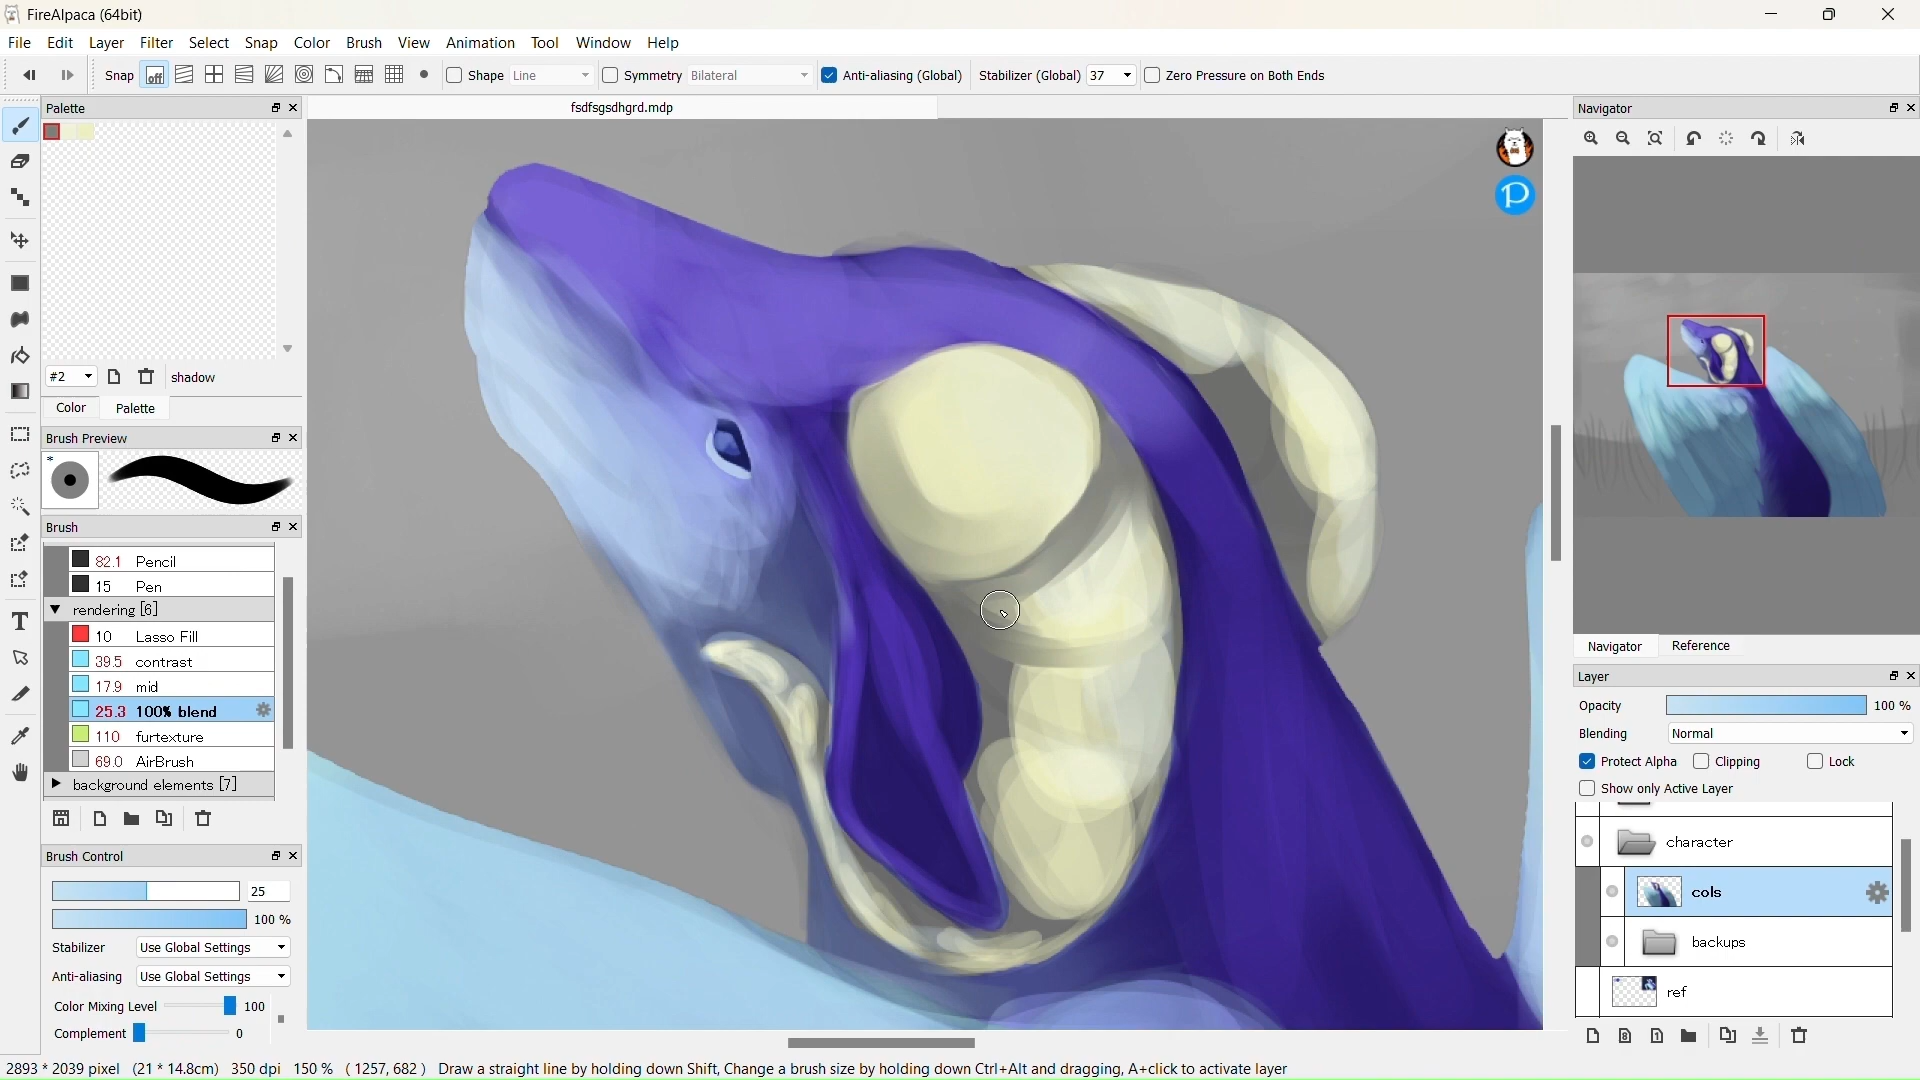 FireAlpaca (64bit)
File Edit Layer Filter Select Snap Color Brush View Animation Tool Window Help
Snap off Shape Line Symmetry Bilateral Anti-aliasing (Global) Stabilizer (Global) 37 Zero Pressure on Both Ends
Palette
fsdfsgsdhgrd.mdp
Navigator
#2 shadow
Color Palette
Brush Preview
*
Brush
82.1 Pencil
15 Pen
rendering [6]
10 Lasso Fill
39.5 contrast
17.9 mid
25.3 100% blend
110 furtexture
69.0 AirBrush
background elements [7]
Brush Control
25
100 %
Stabilizer Use Global Settings
Anti-aliasing Use Global Settings
Color Mixing Level 100
Complement 0
P
Navigator Reference
Layer
Opacity 100 %
Blending Normal
Protect Alpha Clipping Lock
Show only Active Layer
character
cols
backups
ref
2893 * 2039 pixel (21 * 14.8cm) 350 dpi 150 % ( 1257, 682 ) Draw a straight line by holding down Shift, Change a brush size by holding down Ctrl+Alt and dragging, A+click to activate layer